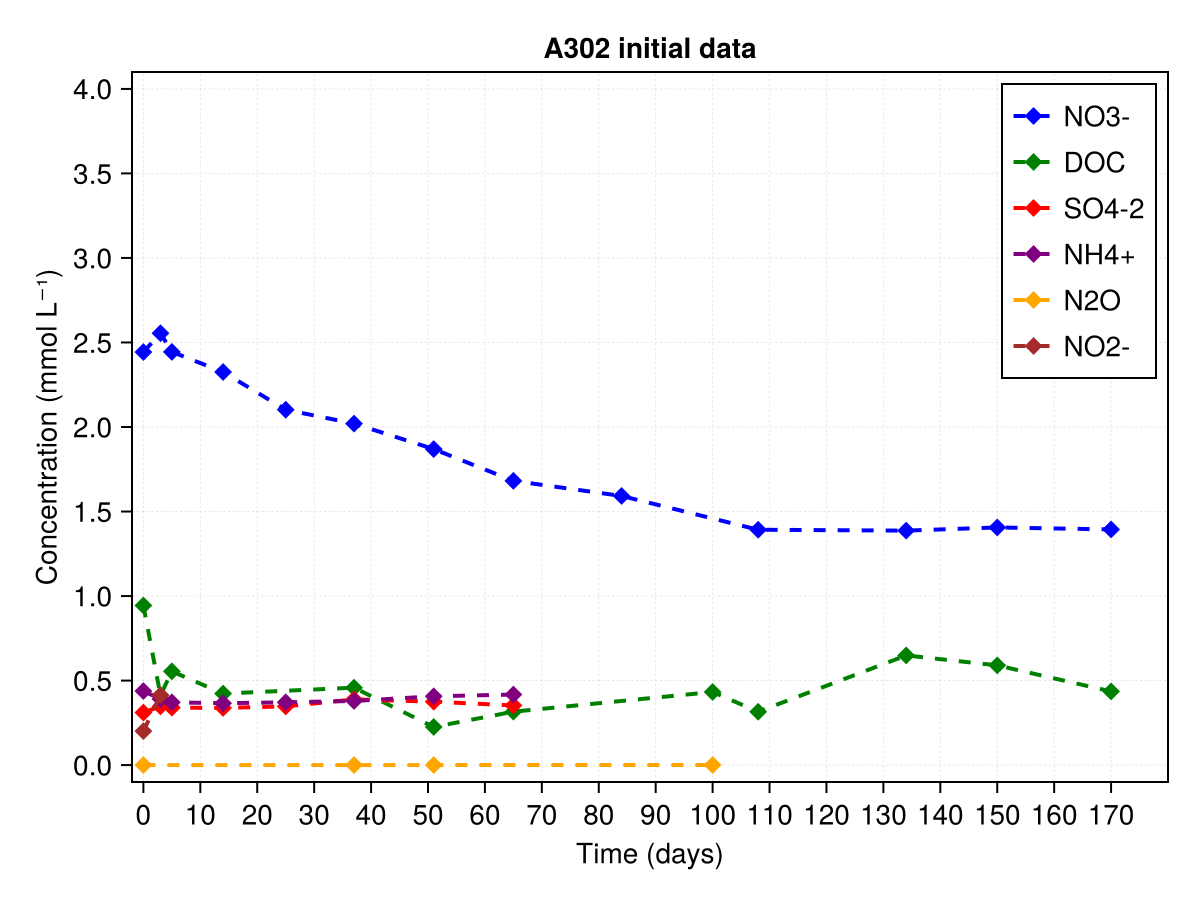 A302 initial data
4.0
3.5
3.0
2.5
2.0
1.5
1.0
0.5
0.0
Concentration (mmol L⁻¹)
NO3-
DOC
SO4-2
NH4+
N2O
NO2-
0 10 20 30 40 50 60 70 80 90 100 110 120 130 140 150 160 170
Time (days)